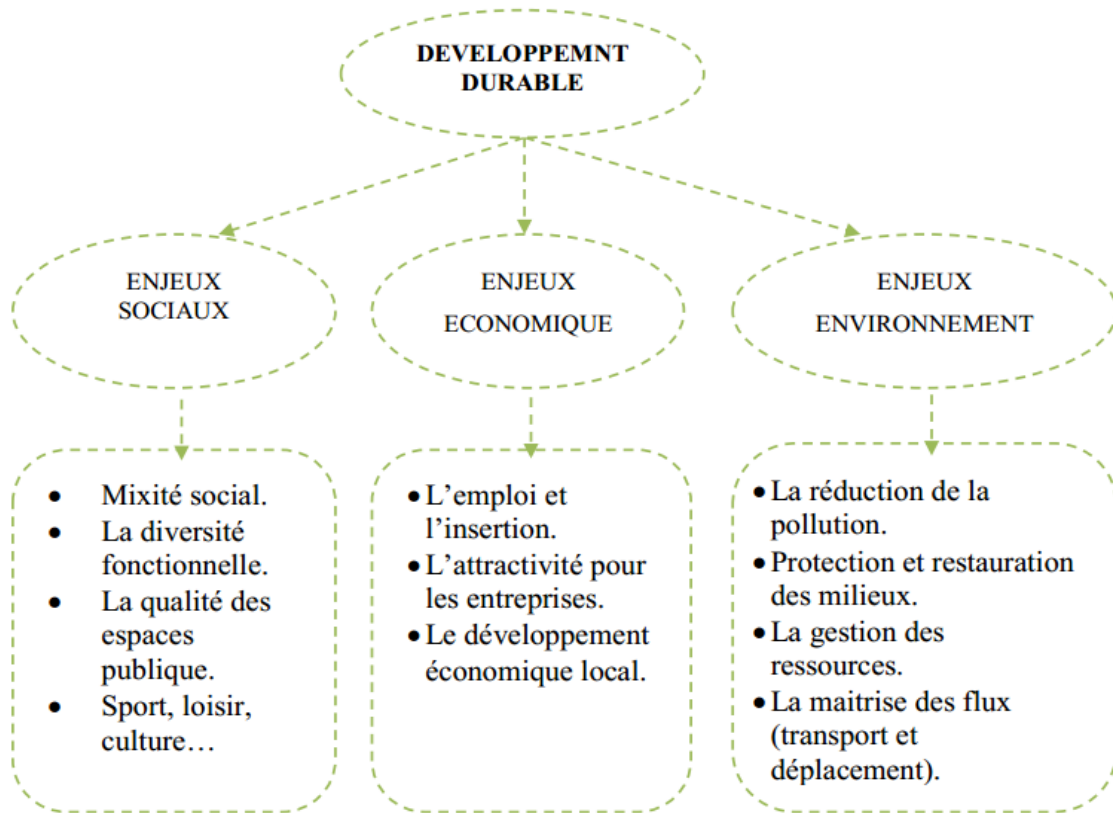 DEVELOPPEMNT
DURABLE
ENJEUX
SOCIAUX
ENJEUX
ECONOMIQUE
ENJEUX
ENVIRONNEMENT
• Mixité social.
• La diversité
fonctionnelle.
• La qualité des
espaces
publique.
• Sport, loisir,
culture…
• L’emploi et
l’insertion.
• L’attractivité pour
les entreprises.
• Le développement
économique local.
• La réduction de la
pollution.
• Protection et restauration
des milieux.
• La gestion des
ressources.
• La maitrise des flux
(transport et
déplacement).